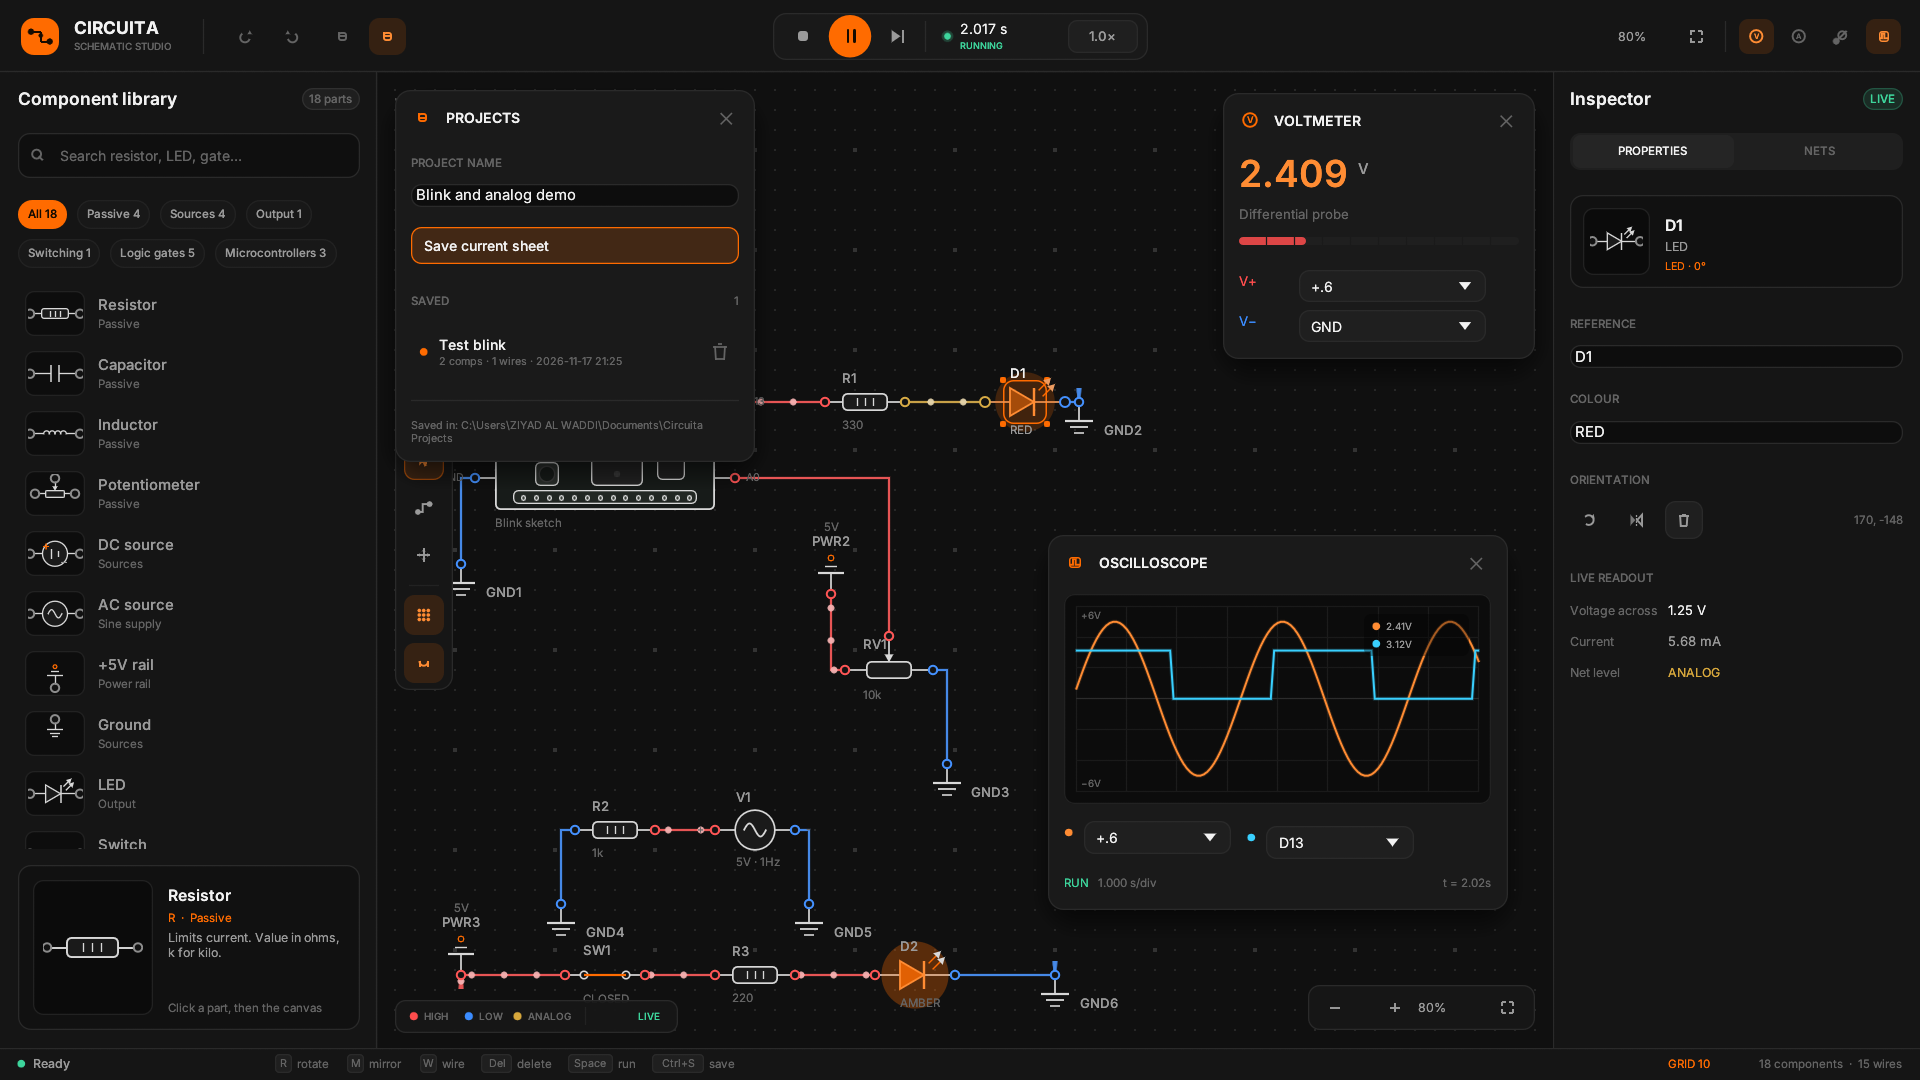 CIRCUITA
SCHEMATIC STUDIO
2.017 s
RUNNING
1.0×
80%
Component library
18 parts
Search resistor, LED, gate...
All 18
Passive 4
Sources 4
Output 1
Switching 1
Logic gates 5
Microcontrollers 3
Resistor
Passive
Capacitor
Passive
Inductor
Passive
Potentiometer
Passive
DC source
Sources
AC source
Sine supply
+5V rail
Power rail
Ground
Sources
LED
Output
Switch
Resistor
R · Passive
Limits current. Value in ohms,
k for kilo.
Click a part, then the canvas
PROJECTS
PROJECT NAME
Blink and analog demo
Save current sheet
SAVED
1
Test blink
2 comps · 1 wires · 2026-11-17 21:25
Saved in: C:\Users\ZIYAD AL WADDI\Documents\Circuita
Projects
R1
330
D1
RED
GND2
A0
Blink sketch
GND1
5V
PWR2
RV1
10k
GND3
R2
1k
V1
5V · 1Hz
GND4
GND5
5V
PWR3
SW1
CLOSED
R3
220
D2
AMBER
GND6
HIGH
LOW
ANALOG
LIVE
VOLTMETER
2.409 V
Differential probe
V+
+.6
V−
GND
OSCILLOSCOPE
+6V
−6V
2.41V
3.12V
+.6
D13
RUN
1.000 s/div
t = 2.02s
80%
Inspector
LIVE
PROPERTIES
NETS
D1
LED
LED · 0°
REFERENCE
D1
COLOUR
RED
ORIENTATION
170, -148
LIVE READOUT
Voltage across 1.25 V
Current 5.68 mA
Net level ANALOG
Ready
R rotate
M mirror
W wire
Del delete
Space run
Ctrl+S save
GRID 10
18 components · 15 wires